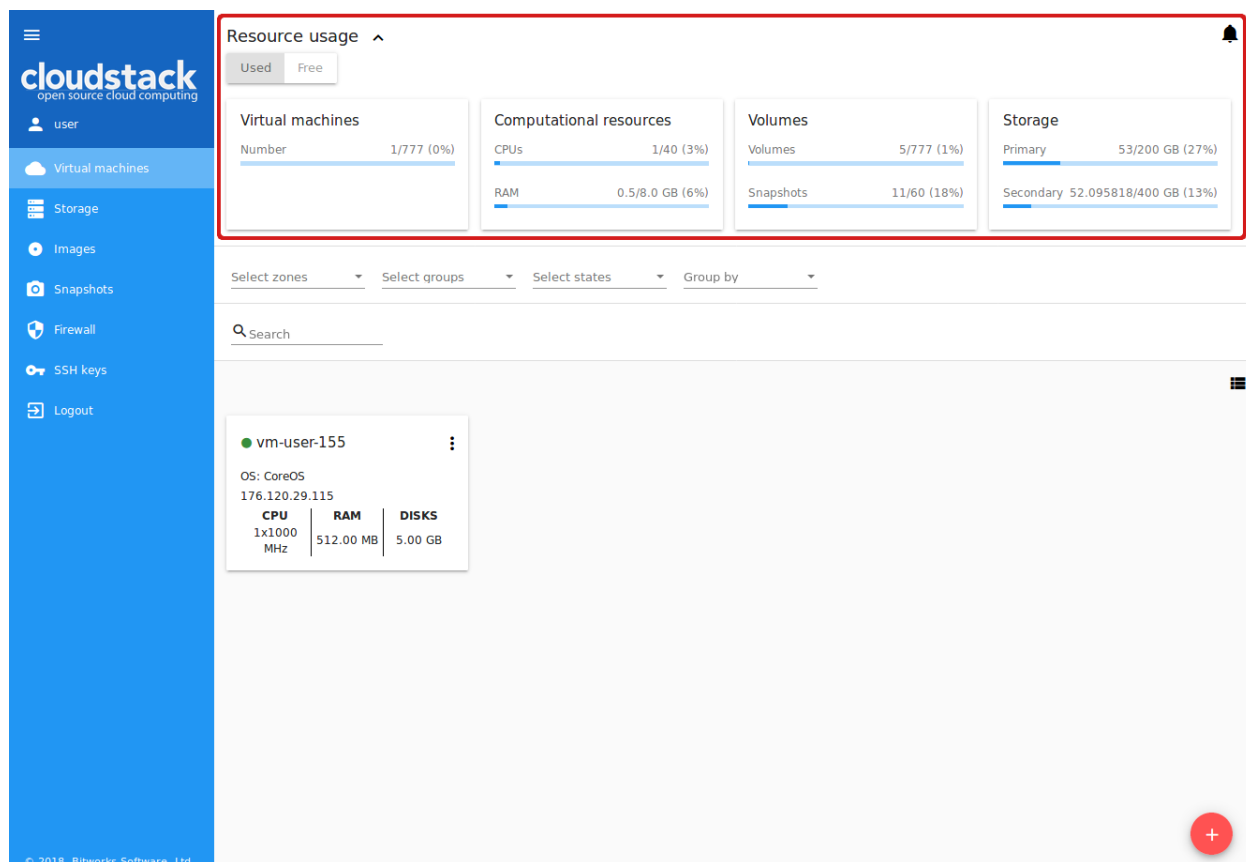 Resource usage
Used Free
cloudstack
open source cloud computing
user
Virtual machines
Storage
Images
Snapshots
Firewall
SSH keys
Logout
© 2018, Bitworks Software, Ltd.
Virtual machines
Number 1/777 (0%)
Computational resources
CPUs 1/40 (3%)
RAM 0.5/8.0 GB (6%)
Volumes
Volumes 5/777 (1%)
Snapshots 11/60 (18%)
Storage
Primary 53/200 GB (27%)
Secondary 52.095818/400 GB (13%)
Select zones Select groups Select states Group by
Search
vm-user-155
OS: CoreOS
176.120.29.115
CPU RAM DISKS
1x1000 MHz 512.00 MB 5.00 GB